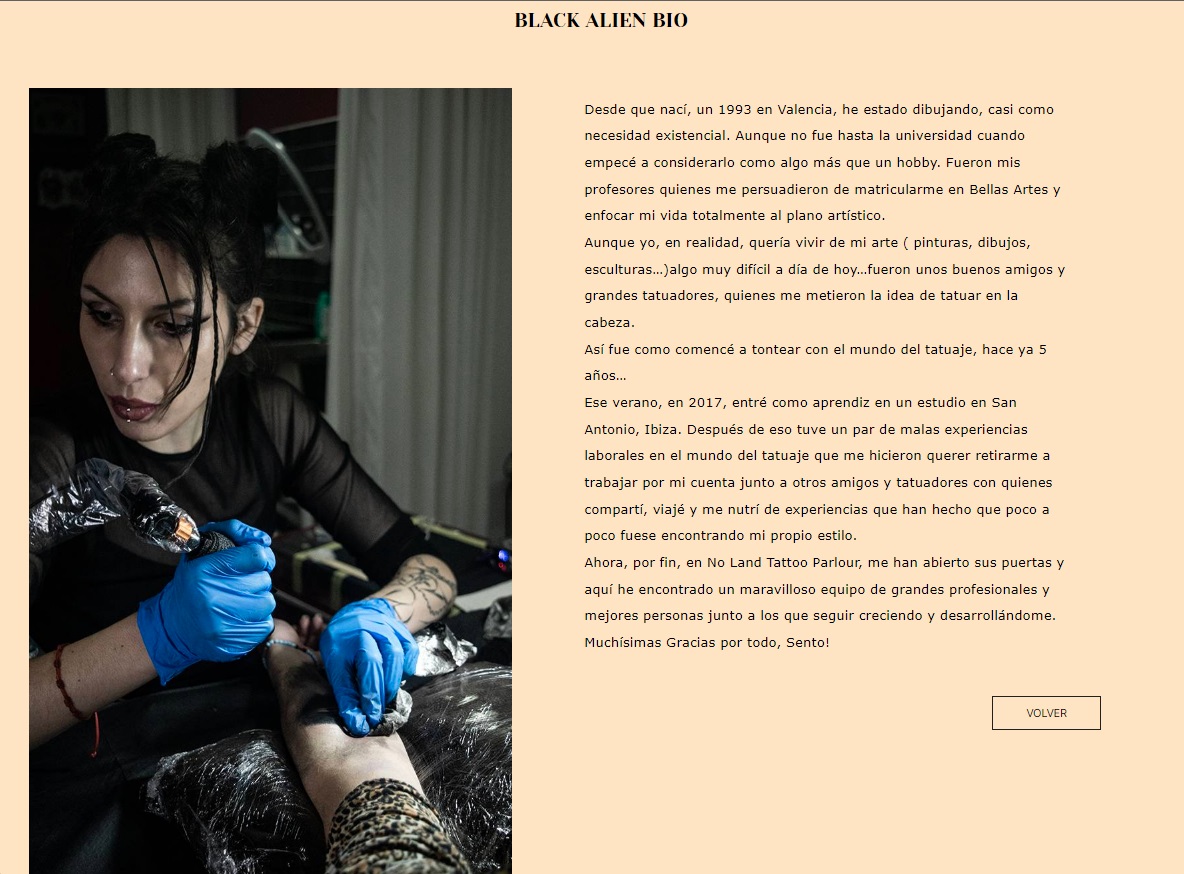 BLACK ALIEN BIO
Desde que nací, un 1993 en Valencia, he estado dibujando, casi como
necesidad existencial. Aunque no fue hasta la universidad cuando
empecé a considerarlo como algo más que un hobby. Fueron mis
profesores quienes me persuadieron de matricularme en Bellas Artes y
enfocar mi vida totalmente al plano artístico.
Aunque yo, en realidad, quería vivir de mi arte ( pinturas, dibujos,
esculturas...)algo muy difícil a día de hoy...fueron unos buenos amigos y
grandes tatuadores, quienes me metieron la idea de tatuar en la
cabeza.
Así fue como comencé a tontear con el mundo del tatuaje, hace ya 5
años...
Ese verano, en 2017, entré como aprendiz en un estudio en San
Antonio, Ibiza. Después de eso tuve un par de malas experiencias
laborales en el mundo del tatuaje que me hicieron querer retirarme a
trabajar por mi cuenta junto a otros amigos y tatuadores con quienes
compartí, viajé y me nutrí de experiencias que han hecho que poco a
poco fuese encontrando mi propio estilo.
Ahora, por fin, en No Land Tattoo Parlour, me han abierto sus puertas y
aquí he encontrado un maravilloso equipo de grandes profesionales y
mejores personas junto a los que seguir creciendo y desarrollándome.
Muchísimas Gracias por todo, Sento!
VOLVER